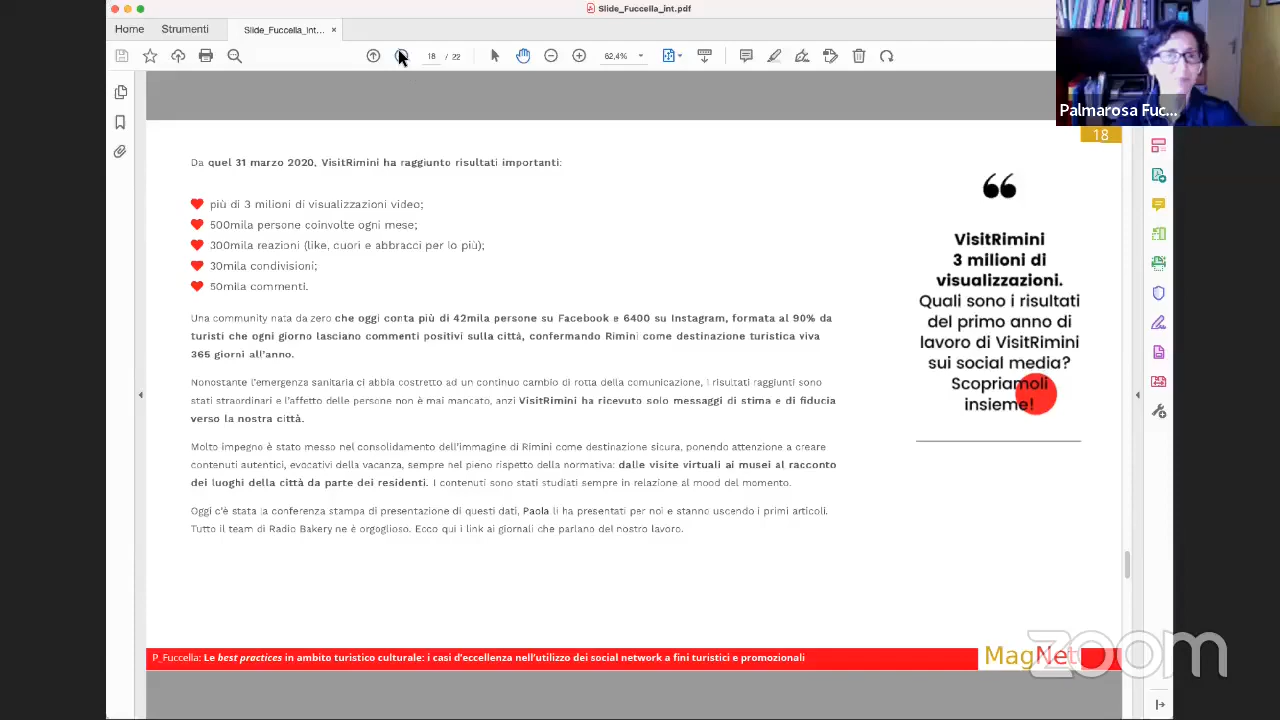 Slide_Fuccella_int.pdf
Home
Strumenti
Slide_Fuccella_int...
×
18 / 22
62,4%
Palmarosa Fuc...
18
Da quel 31 marzo 2020, VisitRimini ha raggiunto risultati importanti:
più di 3 milioni di visualizzazioni video;
500mila persone coinvolte ogni mese;
300mila reazioni (like, cuori e abbracci per lo più);
30mila condivisioni;
50mila commenti.
Una community nata da zero che oggi conta più di 42mila persone su Facebook e 6400 su Instagram, formata al 90% da
turisti che ogni giorno lasciano commenti positivi sulla città, confermando Rimini come destinazione turistica viva
365 giorni all'anno.
Nonostante l'emergenza sanitaria ci abbia costretto ad un continuo cambio di rotta della comunicazione, i risultati raggiunti sono
stati straordinari e l'affetto delle persone non è mai mancato, anzi VisitRimini ha ricevuto solo messaggi di stima e di fiducia
verso la nostra città.
Molto impegno è stato messo nel consolidamento dell'immagine di Rimini come destinazione sicura, ponendo attenzione a creare
contenuti autentici, evocativi della vacanza, sempre nel pieno rispetto della normativa: dalle visite virtuali ai musei al racconto
dei luoghi della città da parte dei residenti. I contenuti sono stati studiati sempre in relazione al mood del momento.
Oggi c'è stata la conferenza stampa di presentazione di questi dati, Paola li ha presentati per noi e stanno uscendo i primi articoli.
Tutto il team di Radio Bakery ne è orgoglioso. Ecco qui i link ai giornali che parlano del nostro lavoro.
“
VisitRimini
3 milioni di
visualizzazioni.
Quali sono i risultati
del primo anno di
lavoro di VisitRimini
sui social media?
Scopriamoli
insieme!
P_Fuccella: Le best practices in ambito turistico culturale: i casi d'eccellenza nell'utilizzo dei social network a fini turistici e promozionali
MagNet
zoom